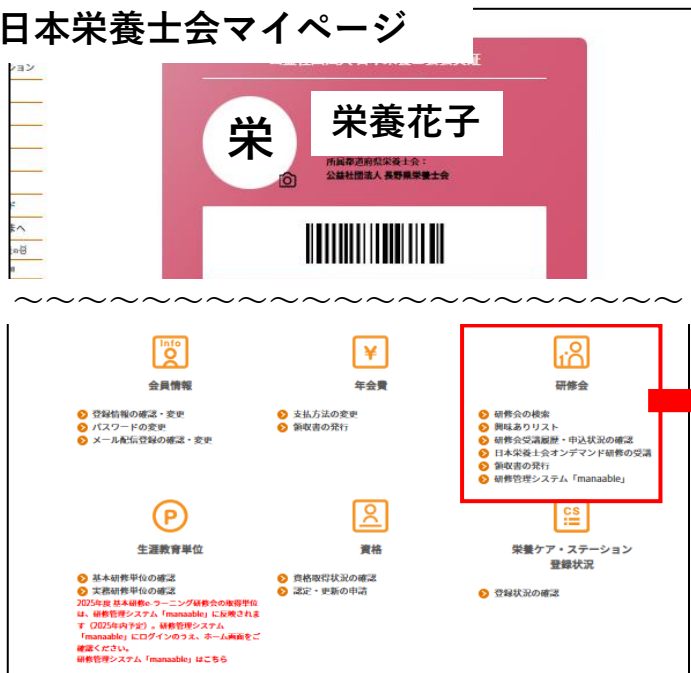 日本栄養士会マイページ
ション
栄
栄養花子
所属都道府県栄養士会：
公益社団法人 長野県栄養士会
ド
まへ
Info
会員情報
登録情報の確認・変更
パスワードの変更
メール配信登録の確認・変更
¥
年会費
支払方法の変更
領収書の発行
研修会
研修会の検索
興味ありリスト
研修会受講履歴・申込状況の確認
日本栄養士会オンデマンド研修の受講
領収書の発行
研修管理システム「manaable」
P
生涯教育単位
基本研修単位の確認
実務研修単位の確認
2025年度 基本研修e-ラーニング研修会の取得単位
は、研修管理システム「manaable」に反映されま
す（2025年内予定）。研修管理システム
「manaable」にログインのうえ、ホーム画面をご
確認ください。
研修管理システム「manaable」はこちら
資格
資格取得状況の確認
認定・更新の申請
CS
栄養ケア・ステーション
登録状況
登録状況の確認